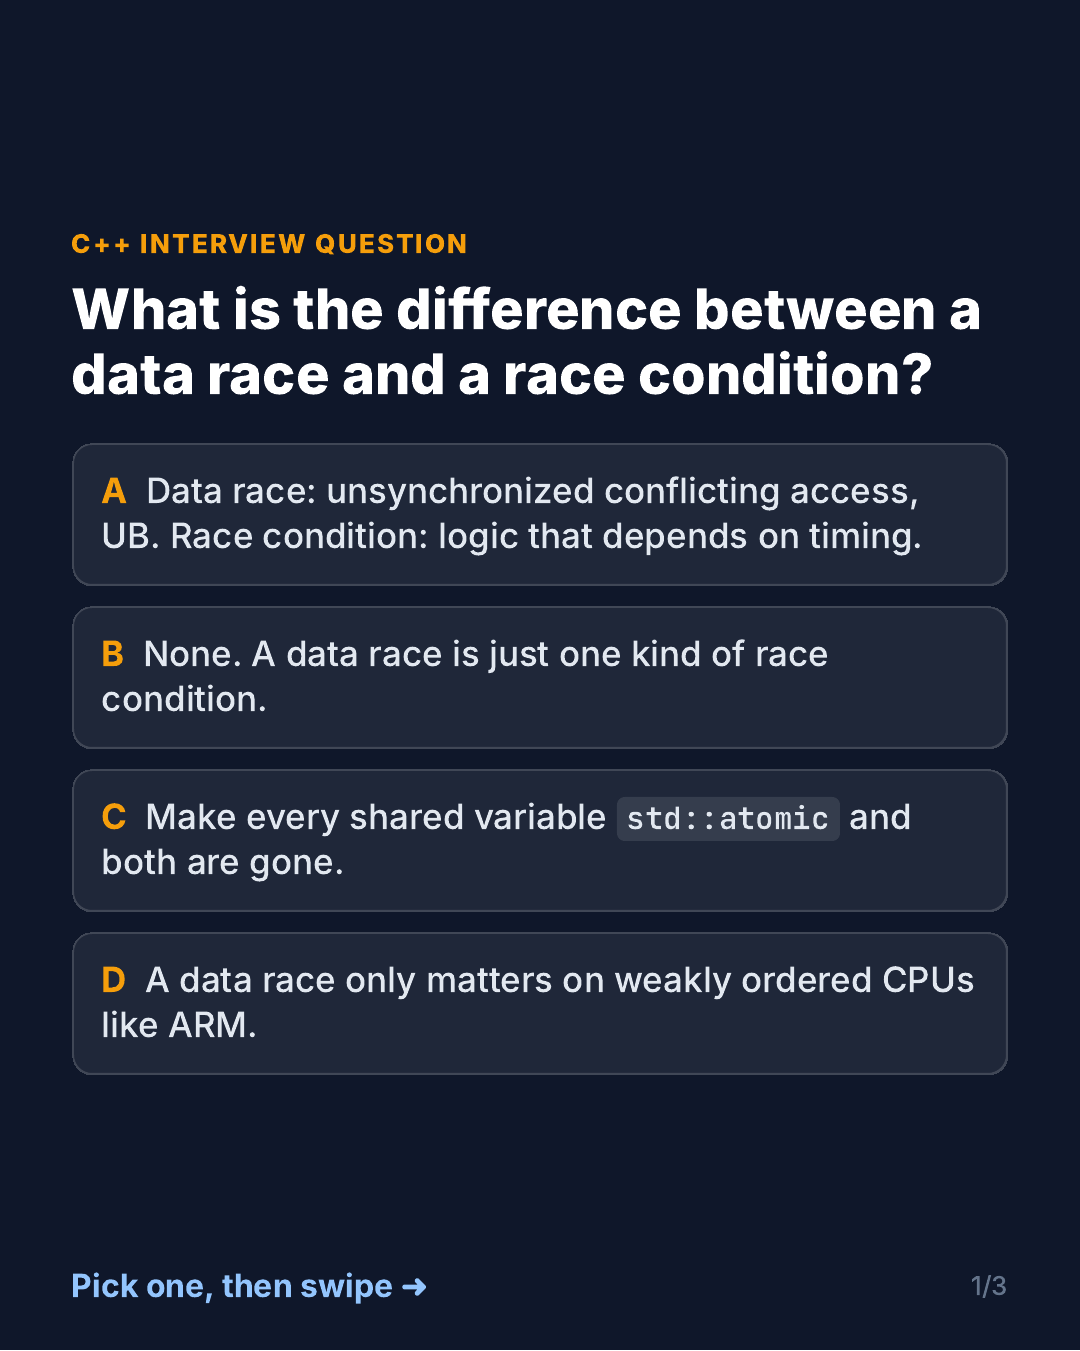 C++ INTERVIEW QUESTION
What is the difference between a
data race and a race condition?
A Data race: unsynchronized conflicting access,
UB. Race condition: logic that depends on timing.
B None. A data race is just one kind of race
condition.
C Make every shared variable std::atomic and
both are gone.
D A data race only matters on weakly ordered CPUs
like ARM.
Pick one, then swipe ➜
1/3